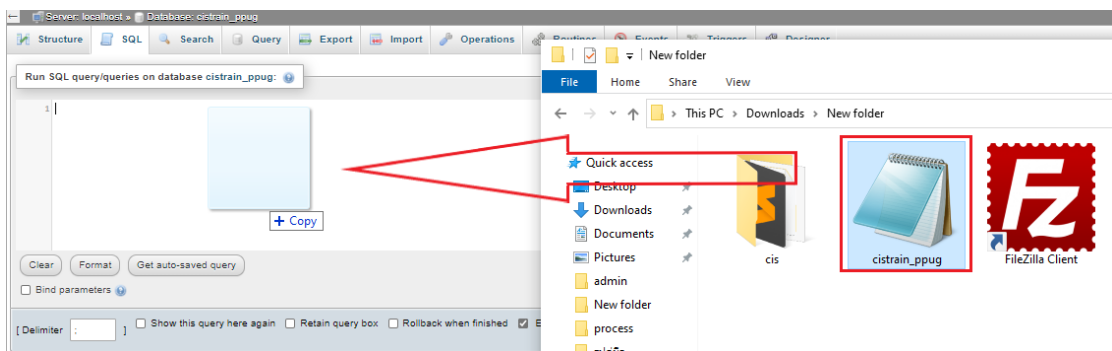 Server: localhost » Database: cistrain_ppug
Structure SQL Search Query Export Import Operations Routines Events Triggers Designer
Run SQL query/queries on database cistrain_ppug:
1
+ Copy
Clear Format Get auto-saved query
Bind parameters
[ Delimiter ; ] Show this query here again Retain query box Rollback when finished
New folder
File Home Share View
This PC > Downloads > New folder
Quick access
Desktop
Downloads
Documents
Pictures
admin
New folder
process
cis cistrain_ppug FileZilla Client